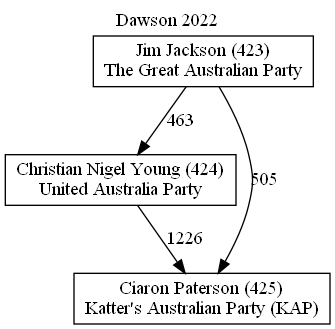 Dawson 2022
Jim Jackson (423)
The Great Australian Party
463
Christian Nigel Young (424)
United Australia Party
505
1226
Ciaron Paterson (425)
Katter's Australian Party (KAP)